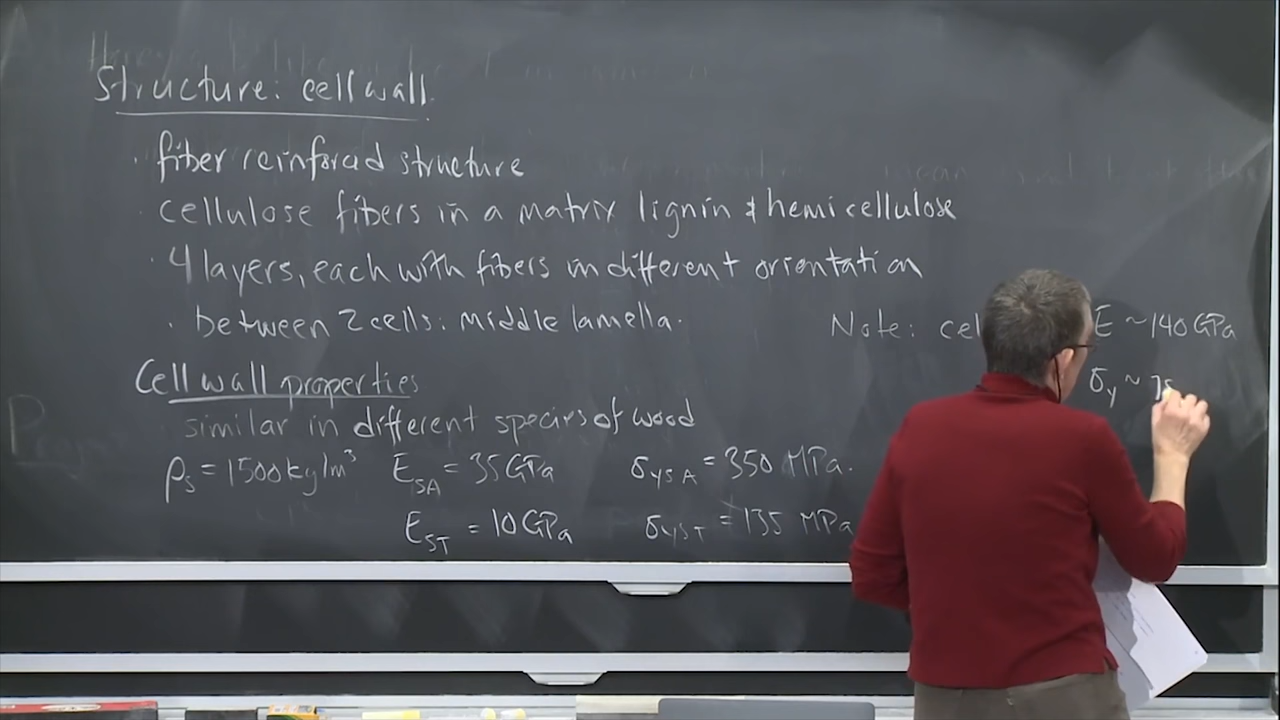 Structure: cell wall
· fiber reinforced structure
· cellulose fibers in a matrix lignin & hemicellulose
· 4 layers, each with fibers in different orientation
· between 2 cells: middle lamella.
Note: cel E ~140 GPa
σy ~
Cell wall properties
similar in different species of wood
ρs = 1500 kg/m³ ESA = 35 GPa σysA = 350 MPa.
EST = 10 GPa σysT = 135 MPa